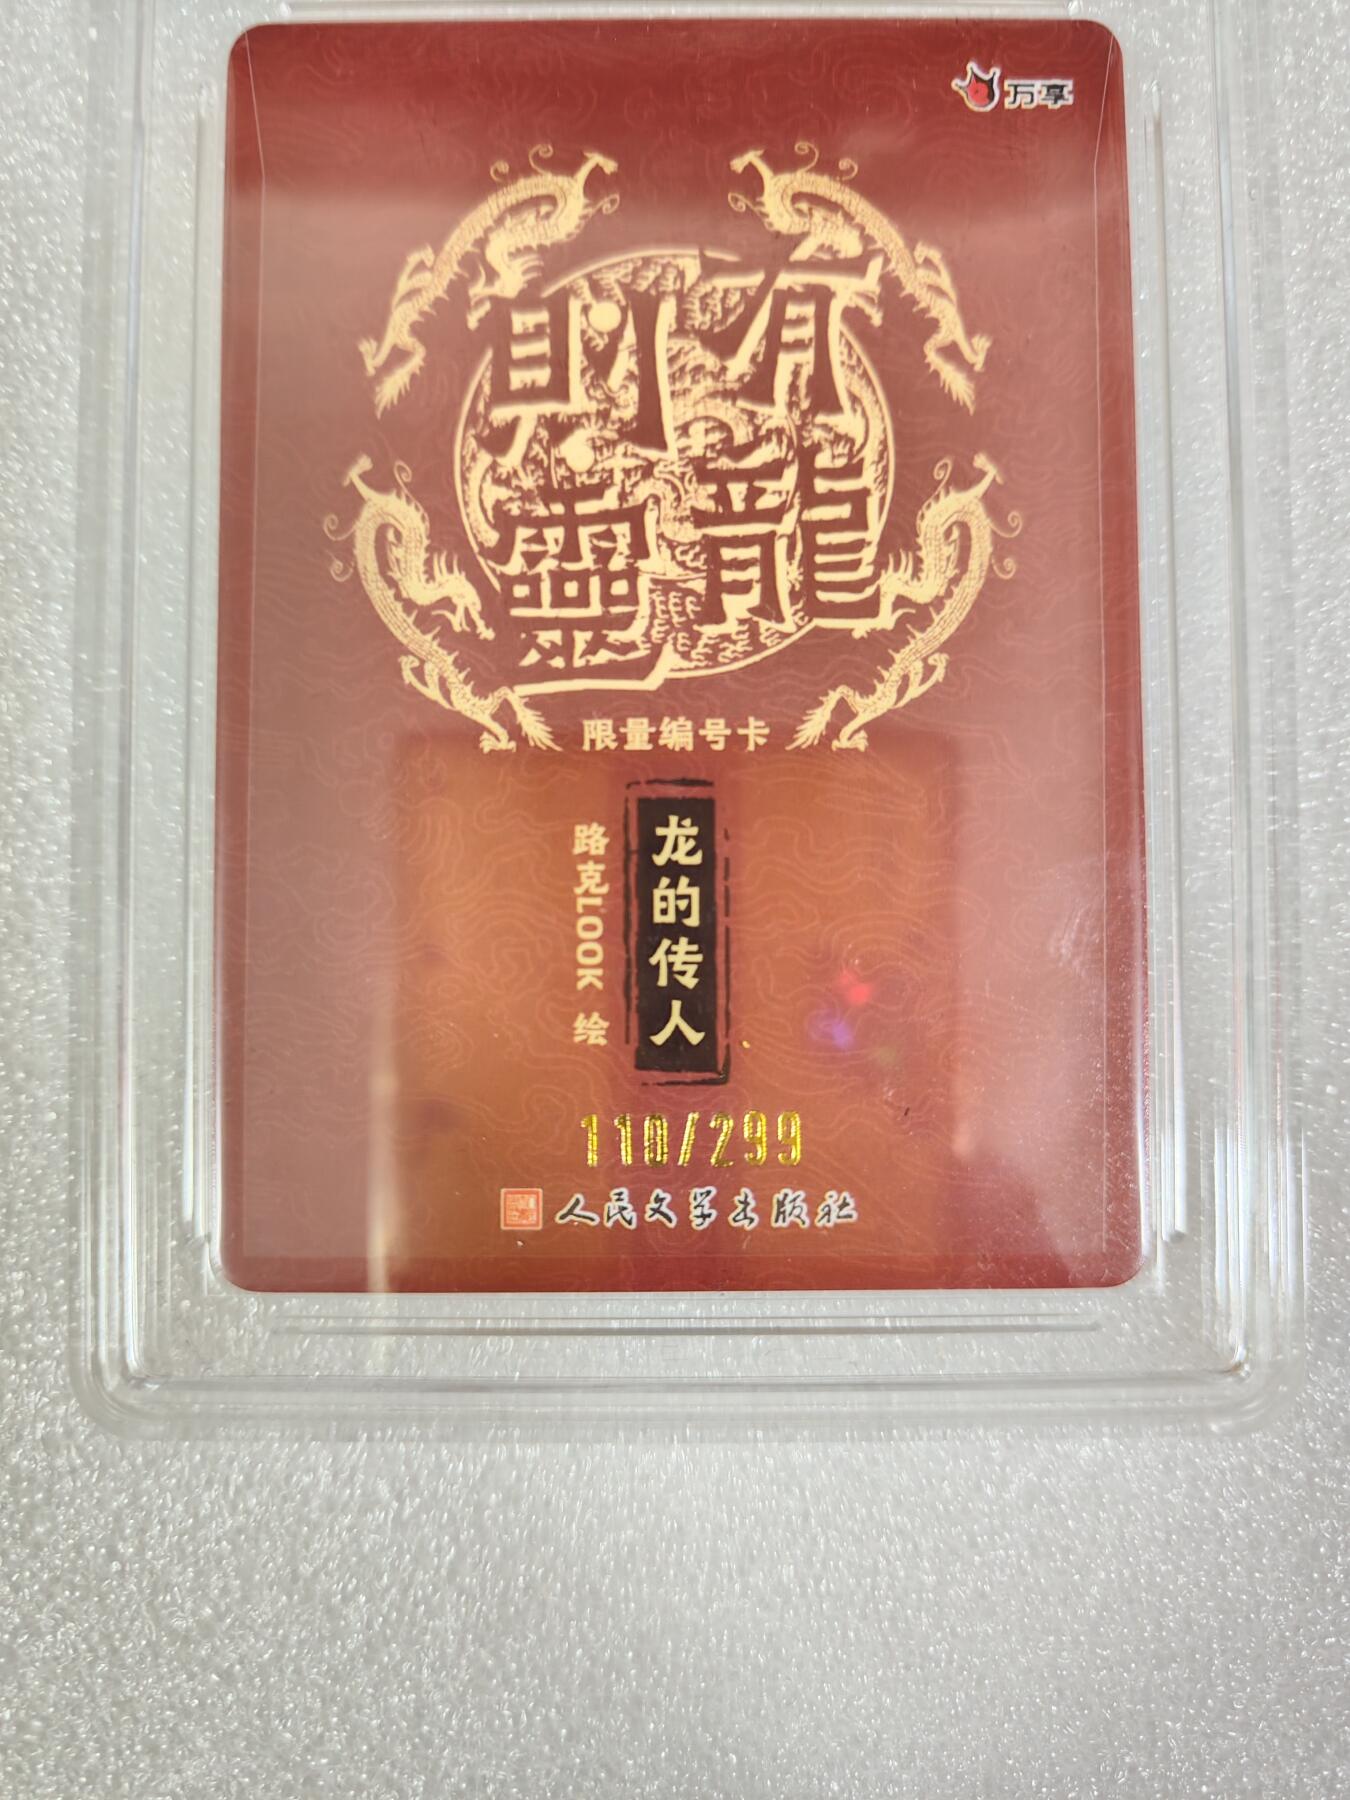 万享
有龍則靈
限量编号卡
龙的传人
路克LOOK 绘
110/299
人民文学出版社